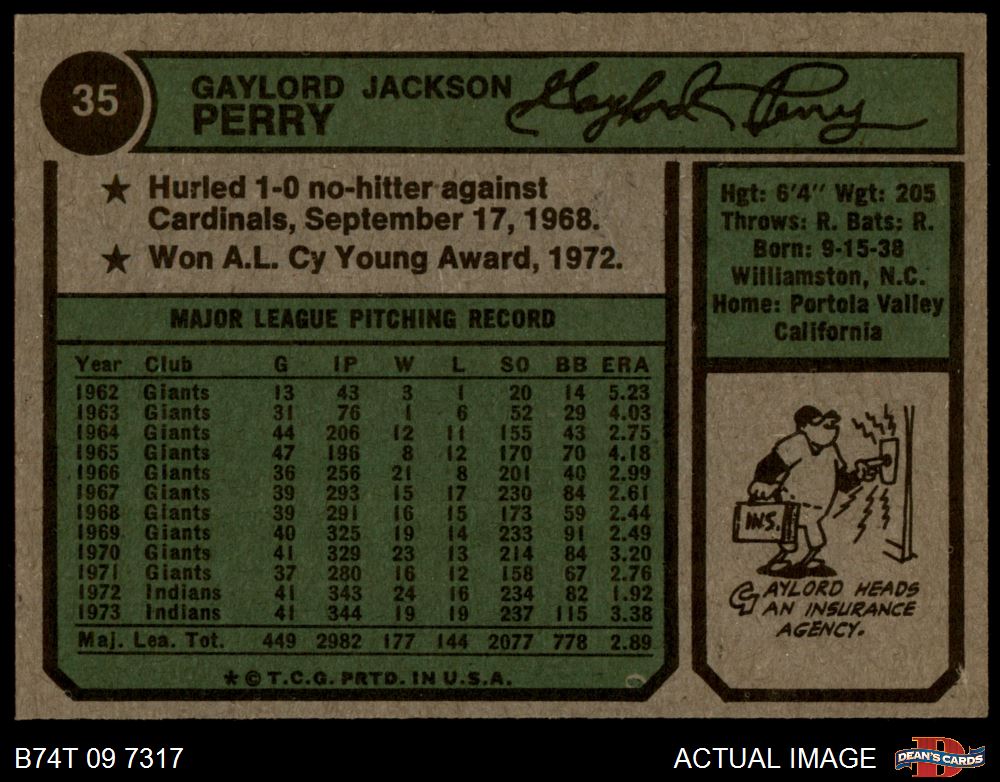 35
GAYLORD JACKSON
PERRY
Gaylord Perry
★ Hurled 1-0 no-hitter against
Cardinals, September 17, 1968.
★ Won A.L. Cy Young Award, 1972.
Hgt: 6'4" Wgt: 205
Throws: R. Bats: R.
Born: 9-15-38
Williamston, N.C.
Home: Portola Valley
California
MAJOR LEAGUE PITCHING RECORD
Year Club G IP W L SO BB ERA
1962 Giants 13 43 3 1 20 14 5.23
1963 Giants 31 76 1 6 52 29 4.03
1964 Giants 44 206 12 11 155 43 2.75
1965 Giants 47 196 8 12 170 70 4.18
1966 Giants 36 256 21 8 201 40 2.99
1967 Giants 39 293 15 17 230 84 2.61
1968 Giants 39 291 16 15 173 59 2.44
1969 Giants 40 325 19 14 233 91 2.49
1970 Giants 41 329 23 13 214 84 3.20
1971 Giants 37 280 16 12 158 67 2.76
1972 Indians 41 343 24 16 234 82 1.92
1973 Indians 41 344 19 19 237 115 3.38
Maj. Lea. Tot. 449 2982 177 144 2077 778 2.89
★ © T.C.G. PRTD. IN U.S.A.
INS.
GAYLORD HEADS
AN INSURANCE
AGENCY.
B74T 09 7317
ACTUAL IMAGE
D
DEAN'S CARDS